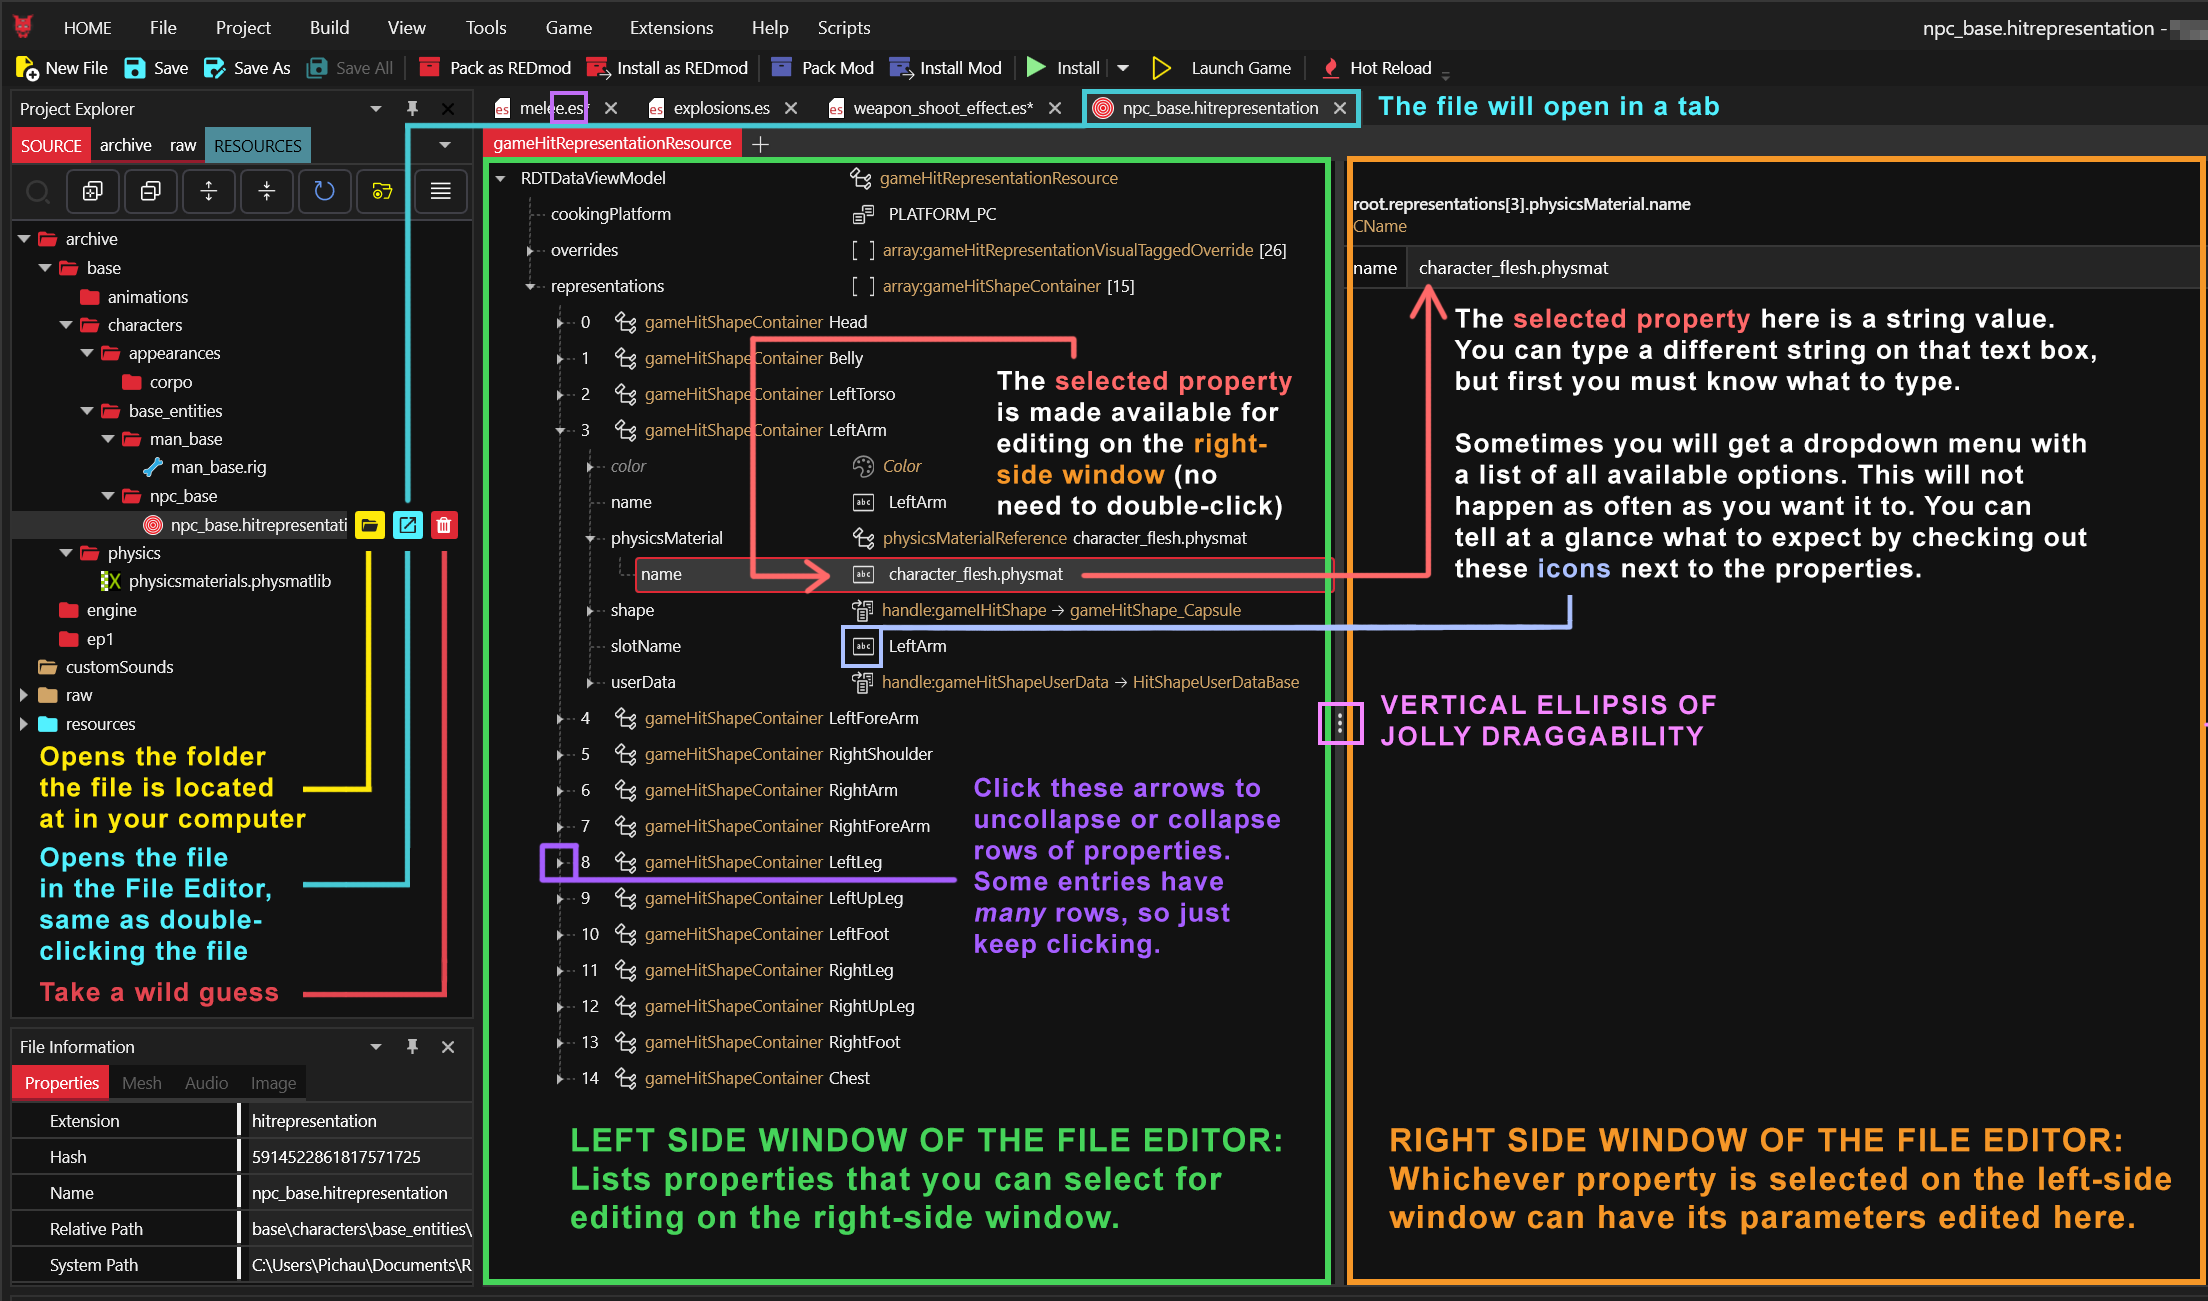 HOME File Project Build View Tools Game Extensions Help Scripts npc_base.hitrepresentation -
New File Save Save As Save All Pack as REDmod Install as REDmod Pack Mod Install Mod Install Launch Game Hot Reload
Project Explorer
SOURCE archive raw RESOURCES
archive
base
animations
characters
appearances
corpo
base_entities
man_base
man_base.rig
npc_base
npc_base.hitrepresentati
physics
physicsmaterials.physmatlib
engine
ep1
customSounds
raw
resources
Opens the folder
the file is located
at in your computer
Opens the file
in the File Editor,
same as double-
clicking the file
Take a wild guess
File Information
Properties Mesh Audio Image
Extension hitrepresentation
Hash 5914522861817571725
Name npc_base.hitrepresentation
Relative Path base\characters\base_entities\
System Path C:\Users\Pichau\Documents\R
es melee.es* es explosions.es es weapon_shoot_effect.es* npc_base.hitrepresentation The file will open in a tab
gameHitRepresentationResource
RDTDataViewModel gameHitRepresentationResource
cookingPlatform PLATFORM_PC
overrides [ ] array:gameHitRepresentationVisualTaggedOverride [26]
representations [ ] array:gameHitShapeContainer [15]
0 gameHitShapeContainer Head
1 gameHitShapeContainer Belly
2 gameHitShapeContainer LeftTorso
3 gameHitShapeContainer LeftArm
color Color
name abc LeftArm
physicsMaterial physicsMaterialReference character_flesh.physmat
name abc character_flesh.physmat
shape handle:gameIHitShape → gameHitShape_Capsule
slotName abc LeftArm
userData handle:gameHitShapeUserData → HitShapeUserDataBase
4 gameHitShapeContainer LeftForeArm
5 gameHitShapeContainer RightShoulder
6 gameHitShapeContainer RightArm
7 gameHitShapeContainer RightForeArm
8 gameHitShapeContainer LeftLeg
9 gameHitShapeContainer LeftUpLeg
10 gameHitShapeContainer LeftFoot
11 gameHitShapeContainer RightLeg
12 gameHitShapeContainer RightUpLeg
13 gameHitShapeContainer RightFoot
14 gameHitShapeContainer Chest
The selected property
is made available for
editing on the right-
side window (no
need to double-click)
Click these arrows to
uncollapse or collapse
rows of properties.
Some entries have
many rows, so just
keep clicking.
LEFT SIDE WINDOW OF THE FILE EDITOR:
Lists properties that you can select for
editing on the right-side window.
root.representations[3].physicsMaterial.name
CName
name character_flesh.physmat
The selected property here is a string value.
You can type a different string on that text box,
but first you must know what to type.
Sometimes you will get a dropdown menu with
a list of all available options. This will not
happen as often as you want it to. You can
tell at a glance what to expect by checking out
these icons next to the properties.
VERTICAL ELLIPSIS OF
JOLLY DRAGGABILITY
RIGHT SIDE WINDOW OF THE FILE EDITOR:
Whichever property is selected on the left-side
window can have its parameters edited here.